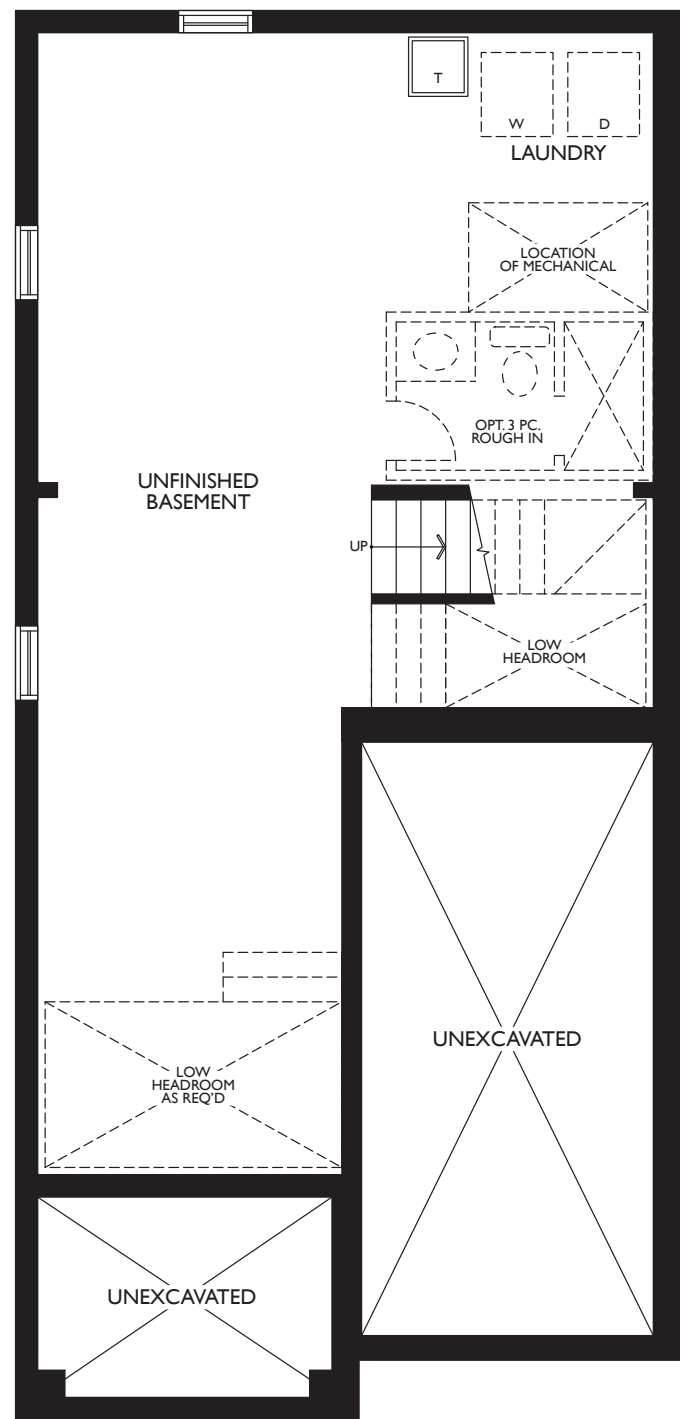 T
W
D
LAUNDRY
LOCATION
OF MECHANICAL
OPT. 3 PC.
ROUGH IN
UNFINISHED
BASEMENT
UP
LOW
HEADROOM
UNEXCAVATED
LOW
HEADROOM
AS REQ'D
UNEXCAVATED